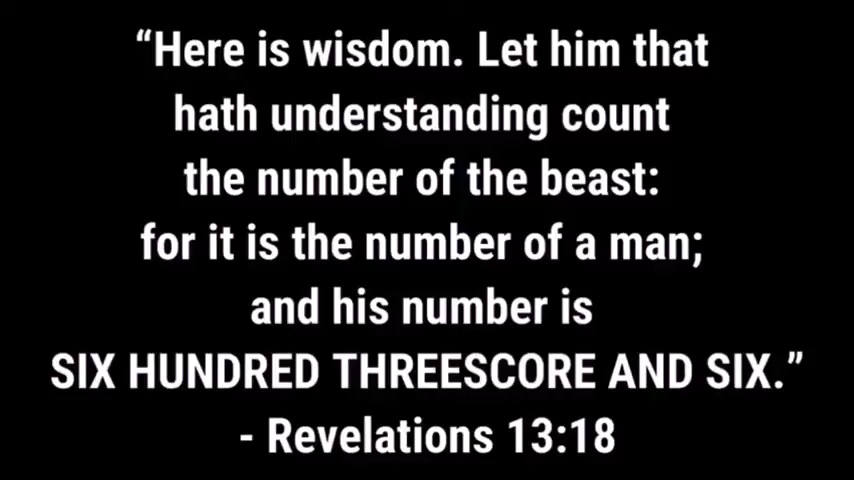 “Here is wisdom. Let him that
hath understanding count
the number of the beast:
for it is the number of a man;
and his number is
SIX HUNDRED THREESCORE AND SIX.”
- Revelations 13:18